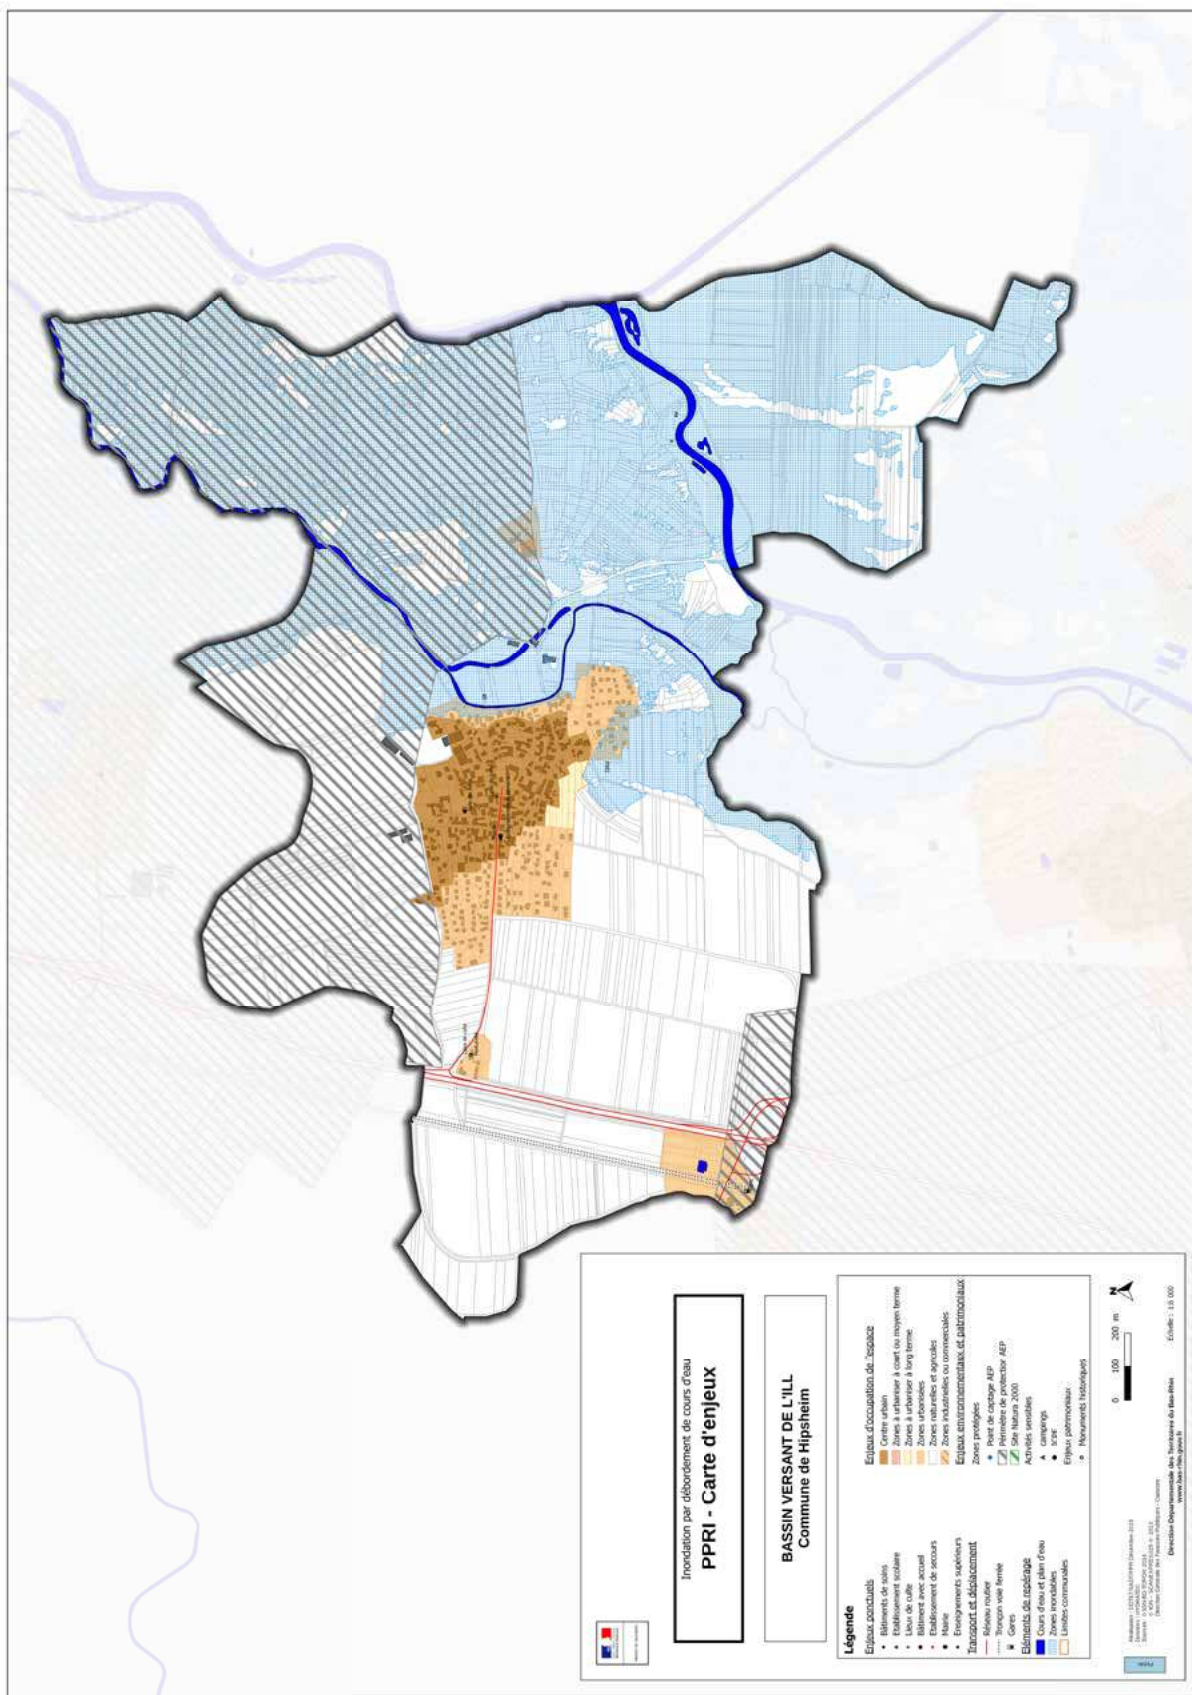 Inondation par débordement de cours d'eau
PPRI - Carte d'enjeux
BASSIN VERSANT DE L'ILL
Commune de Hipsheim
Légende
Enjeux ponctuels
Bâtiments de soins
Etablissement scolaire
Lieux de culte
Bâtiment avec accueil
Etablissement de secours
Mairie
Enseignements supérieurs
Transport et déplacement
Réseau routier
Tronçon voie ferrée
Gares
Eléments de repérage
Cours d'eau et plan d'eau
Zones inondables
Limites communales
Enjeux d'occupation de l'espace
Centre urbain
Zones à urbaniser à court ou moyen terme
Zones à urbaniser à long terme
Zones urbanisées
Zones naturelles et agricoles
Zones industrielles ou commerciales
Enjeux environnementaux et patrimoniaux
Zones protégées
Point de captage AEP
Périmètre de protection AEP
Site Natura 2000
Activités sensibles
campings
ICPE
Enjeux patrimoniaux
Monuments historiques
N
0 100 200 m
Direction Départementale des Territoires du Bas-Rhin
www.bas-rhin.gouv.fr